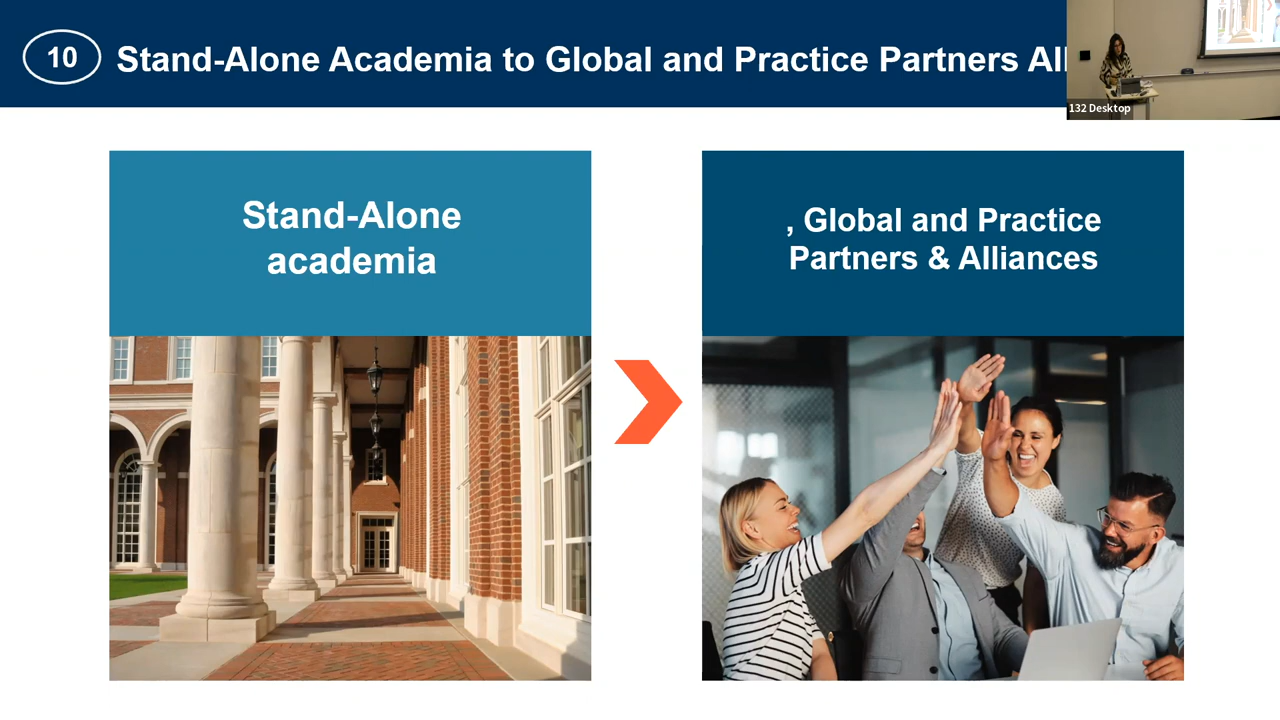 10
Stand-Alone Academia to Global and Practice Partners All
132 Desktop
Stand-Alone
academia
, Global and Practice
Partners & Alliances